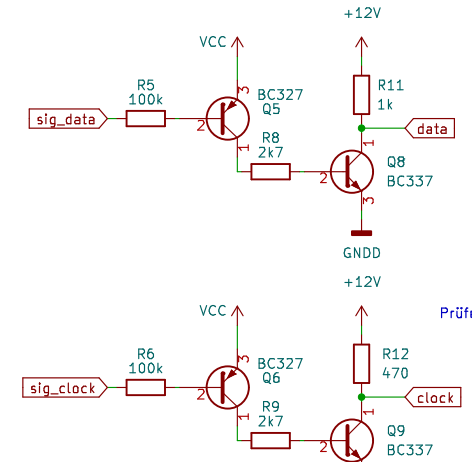 +12V
VCC
R5
100k
sig_data
BC327
Q5
3
2
1
R8
2k7
R11
1k
data
1
Q8
BC337
2
3
GNDD
+12V
VCC
Prüfe
R6
100k
sig_clock
BC327
Q6
3
2
1
R9
2k7
R12
470
clock
1
Q9
BC337
2